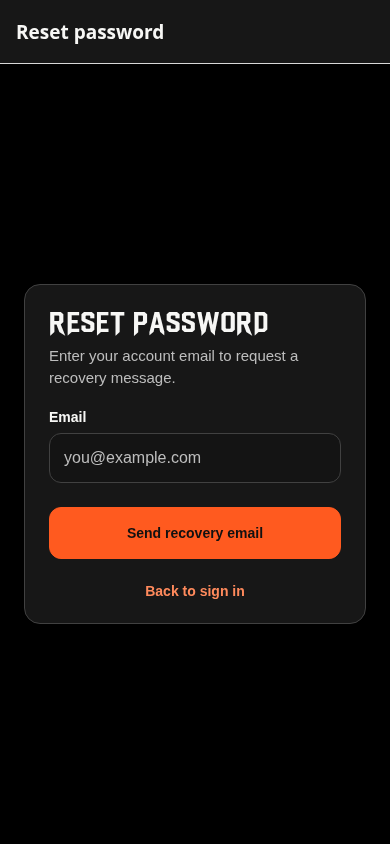 Reset password
RESET PASSWORD
Enter your account email to request a
recovery message.
Email
you@example.com
Send recovery email
Back to sign in